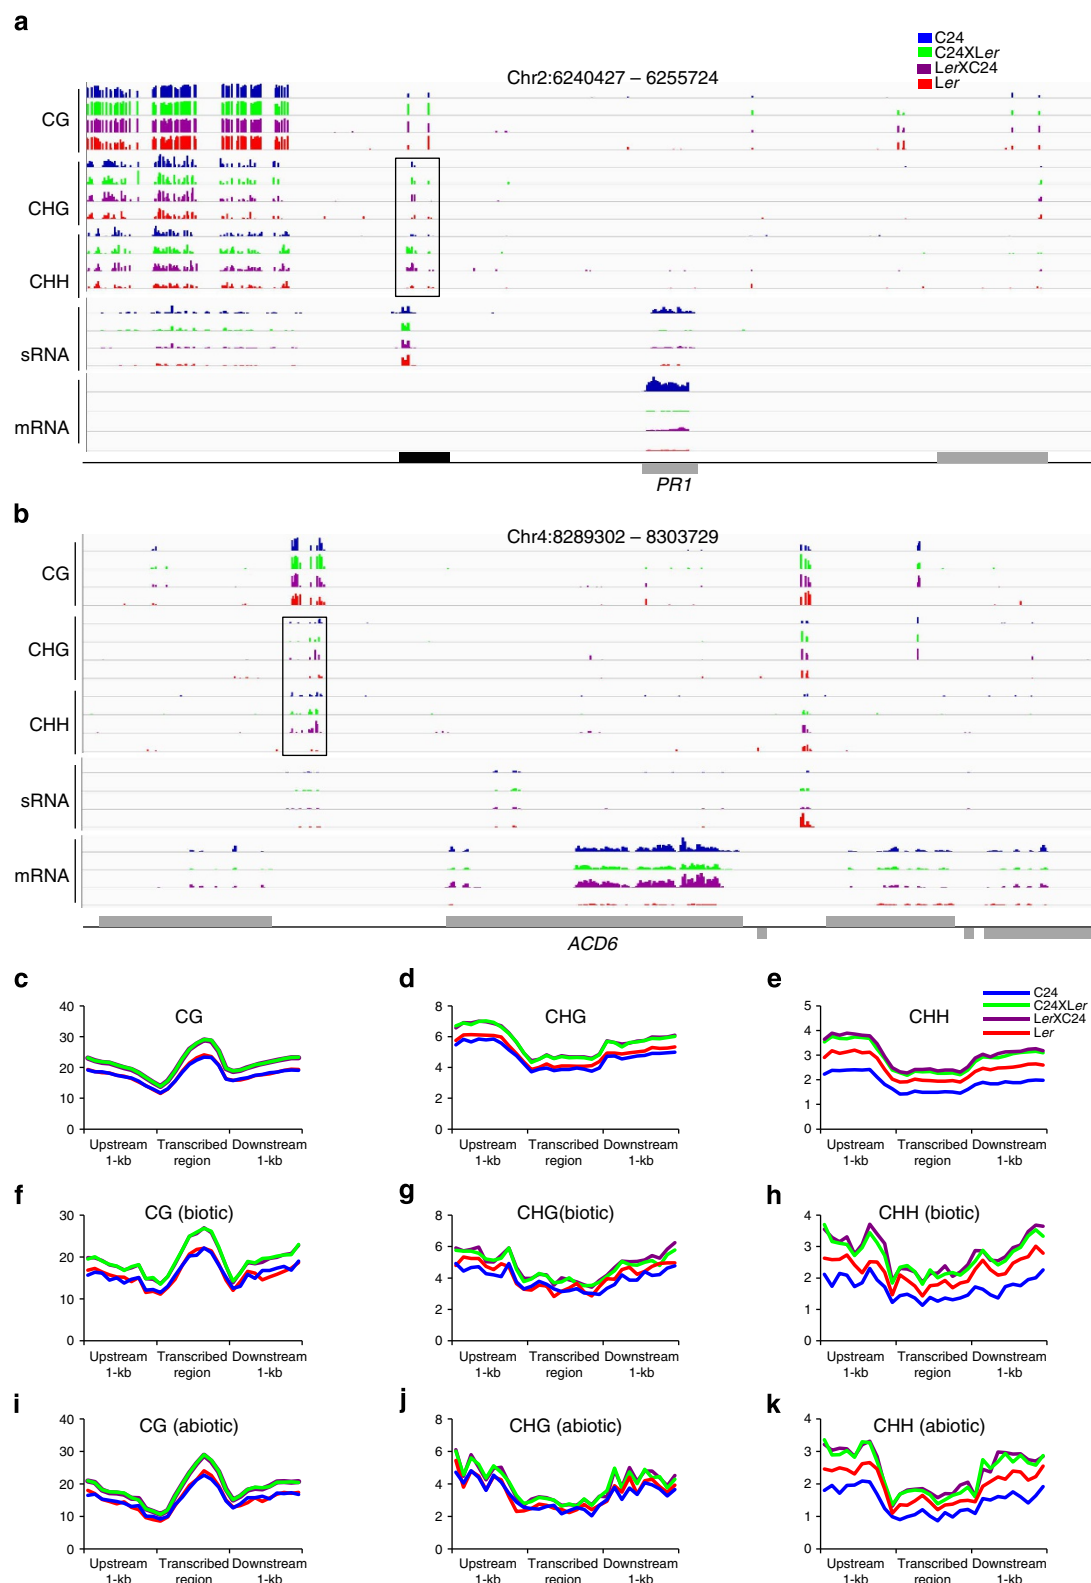 a
C24
C24XLer
LerXC24
Ler
Chr2:6240427 – 6255724
CG
CHG
CHH
sRNA
mRNA
PR1
b
Chr4:8289302 – 8303729
CG
CHG
CHH
sRNA
mRNA
ACD6
c
CG
40
30
20
10
0
Upstream 1-kb
Transcribed region
Downstream 1-kb
d
CHG
8
6
4
2
0
Upstream 1-kb
Transcribed region
Downstream 1-kb
e
CHH
C24
C24XLer
LerXC24
Ler
5
4
3
2
1
0
Upstream 1-kb
Transcribed region
Downstream 1-kb
f
CG (biotic)
30
20
10
0
Upstream 1-kb
Transcribed region
Downstream 1-kb
g
CHG(biotic)
8
6
4
2
0
Upstream 1-kb
Transcribed region
Downstream 1-kb
h
CHH (biotic)
4
3
2
1
0
Upstream 1-kb
Transcribed region
Downstream 1-kb
i
CG (abiotic)
40
30
20
10
0
Upstream 1-kb
Transcribed region
Downstream 1-kb
j
CHG (abiotic)
8
6
4
2
0
Upstream 1-kb
Transcribed region
Downstream 1-kb
k
CHH (abiotic)
4
3
2
1
0
Upstream 1-kb
Transcribed region
Downstream 1-kb